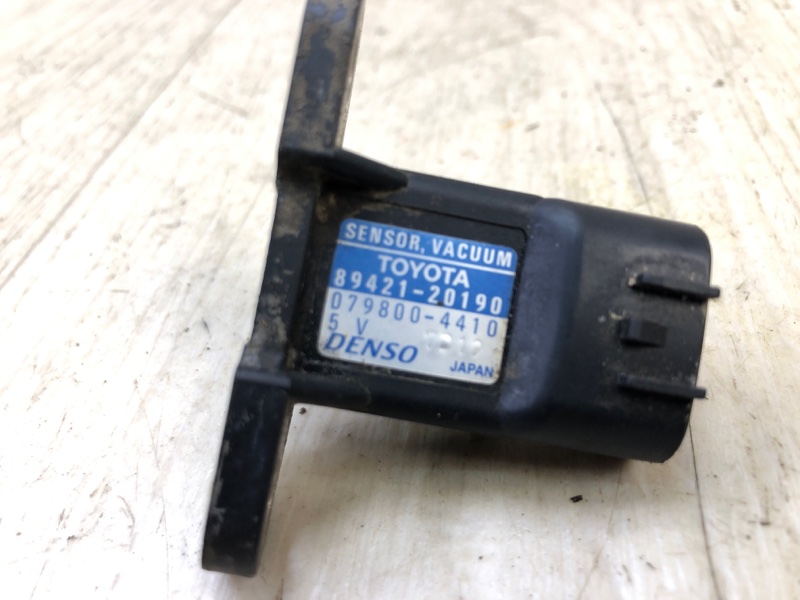 SENSOR, VACUUM
TOYOTA
89421-20190
079800-4410
5 V
DENSO
JAPAN